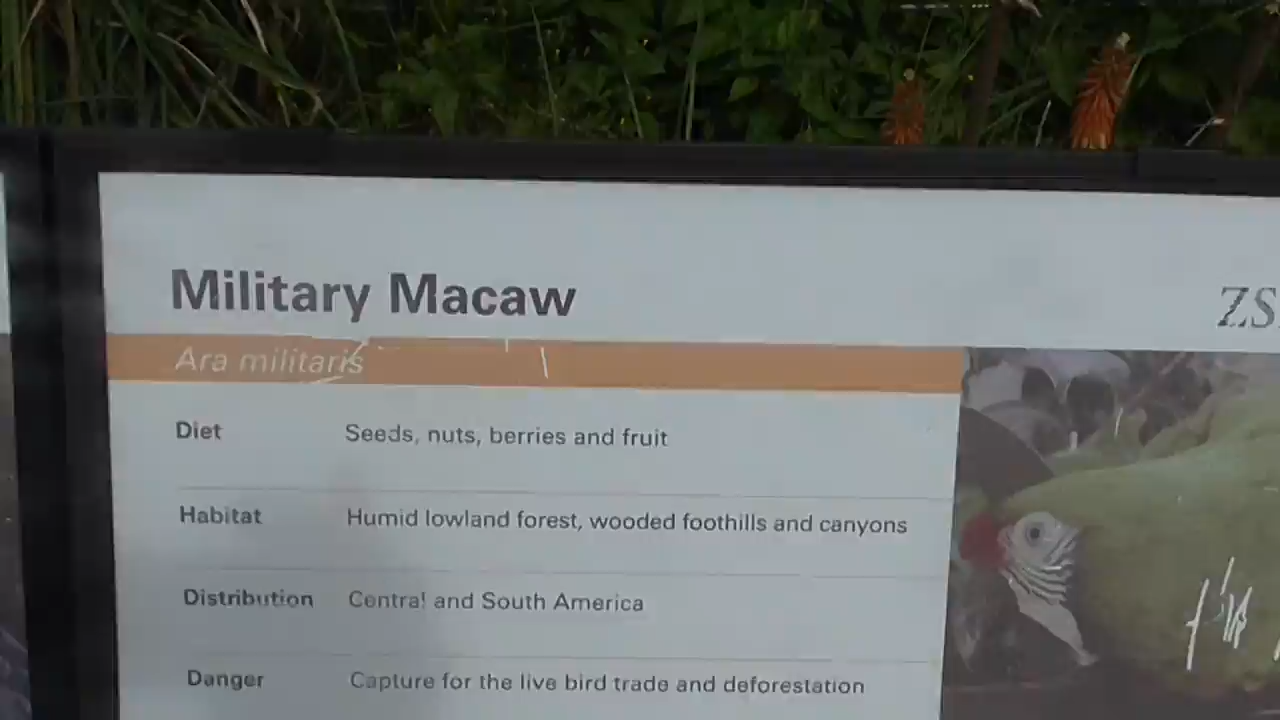 Military Macaw
ZS
Ara militaris
Diet Seeds, nuts, berries and fruit
Habitat Humid lowland forest, wooded foothills and canyons
Distribution Central and South America
Danger Capture for the live bird trade and deforestation